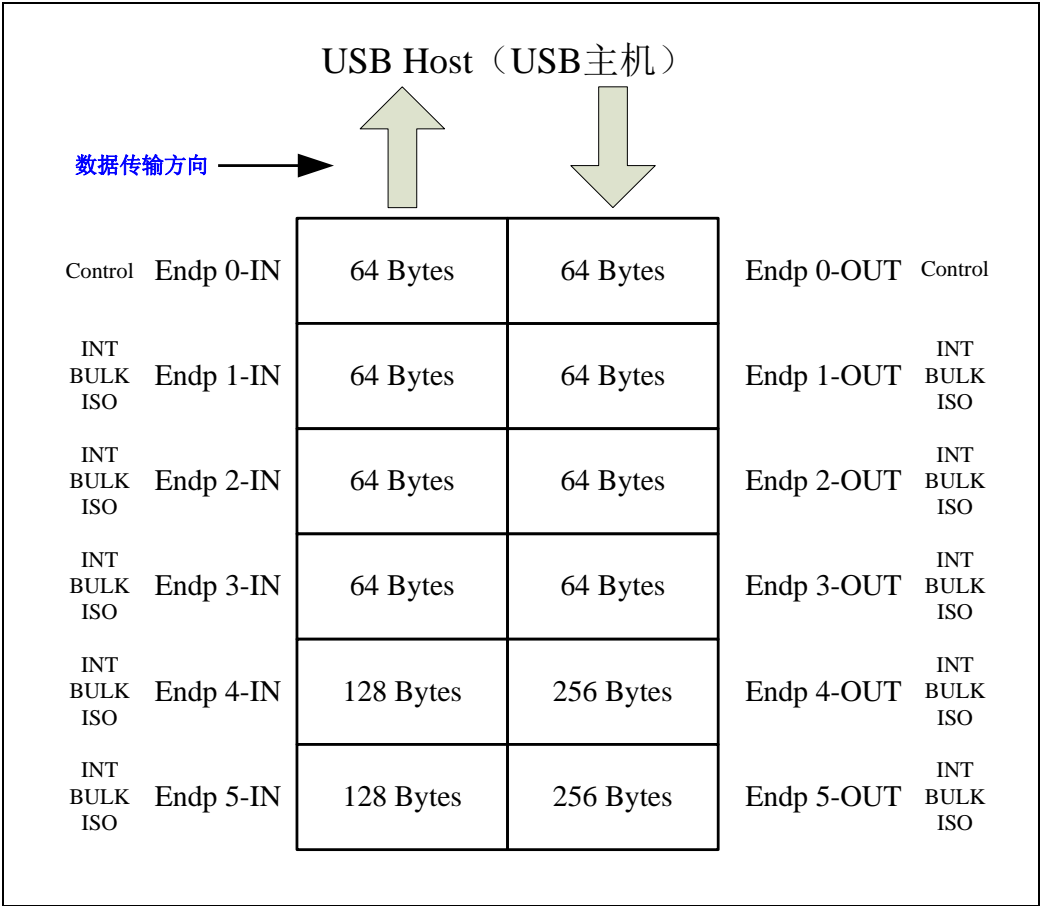 USB Host（USB主机）
数据传输方向
Control Endp 0-IN 64 Bytes 64 Bytes Endp 0-OUT Control
INT INT
BULK Endp 1-IN 64 Bytes 64 Bytes Endp 1-OUT BULK
ISO ISO
INT INT
BULK Endp 2-IN 64 Bytes 64 Bytes Endp 2-OUT BULK
ISO ISO
INT INT
BULK Endp 3-IN 64 Bytes 64 Bytes Endp 3-OUT BULK
ISO ISO
INT INT
BULK Endp 4-IN 128 Bytes 256 Bytes Endp 4-OUT BULK
ISO ISO
INT INT
BULK Endp 5-IN 128 Bytes 256 Bytes Endp 5-OUT BULK
ISO ISO